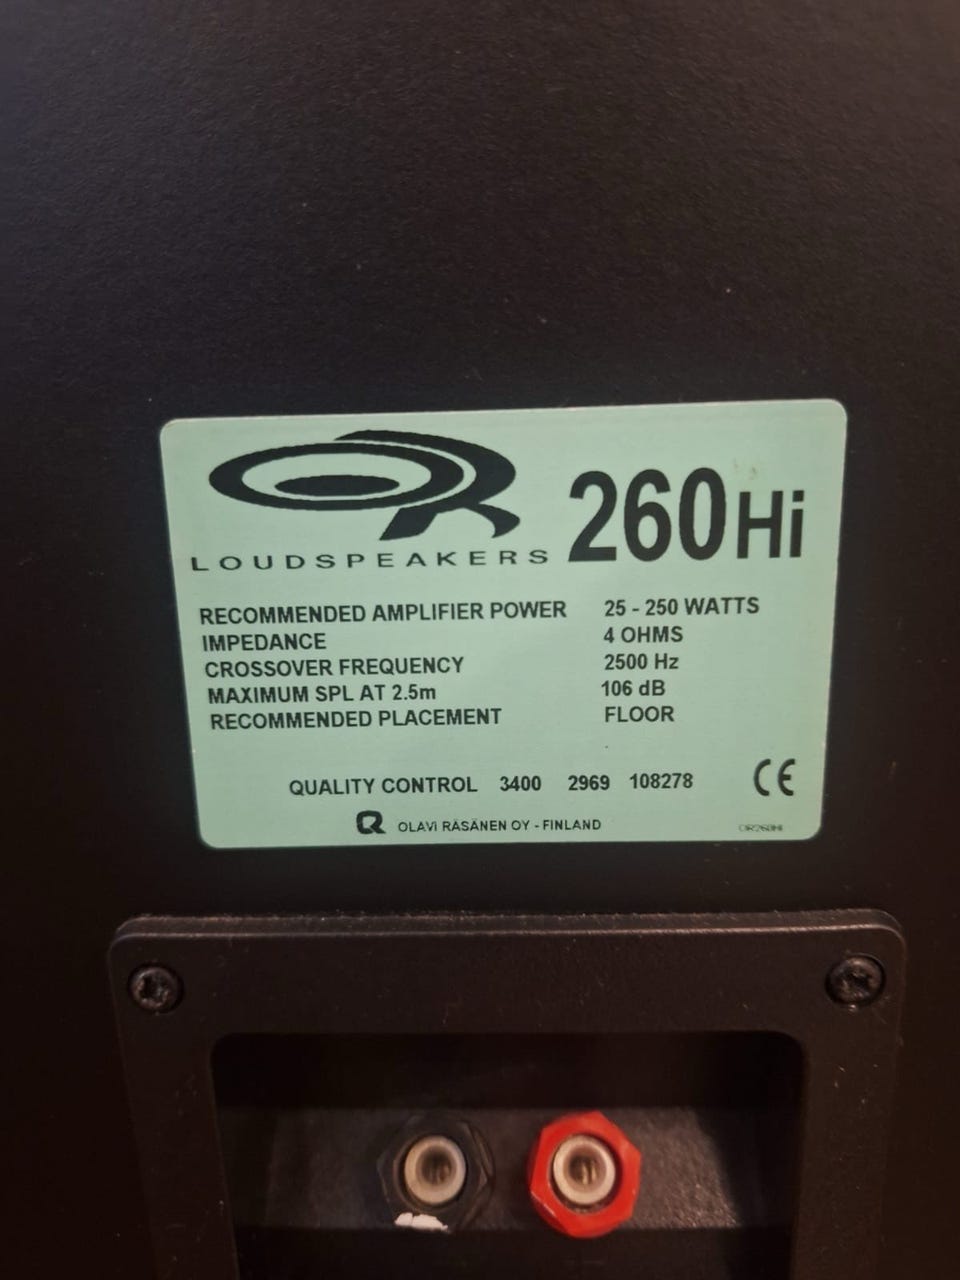 OR 260Hi
LOUDSPEAKERS
RECOMMENDED AMPLIFIER POWER 25 - 250 WATTS
IMPEDANCE 4 OHMS
CROSSOVER FREQUENCY 2500 Hz
MAXIMUM SPL AT 2.5m 106 dB
RECOMMENDED PLACEMENT FLOOR
QUALITY CONTROL 3400 2969 108278 CE
OLAVI RÄSÄNEN OY - FINLAND OR260HI